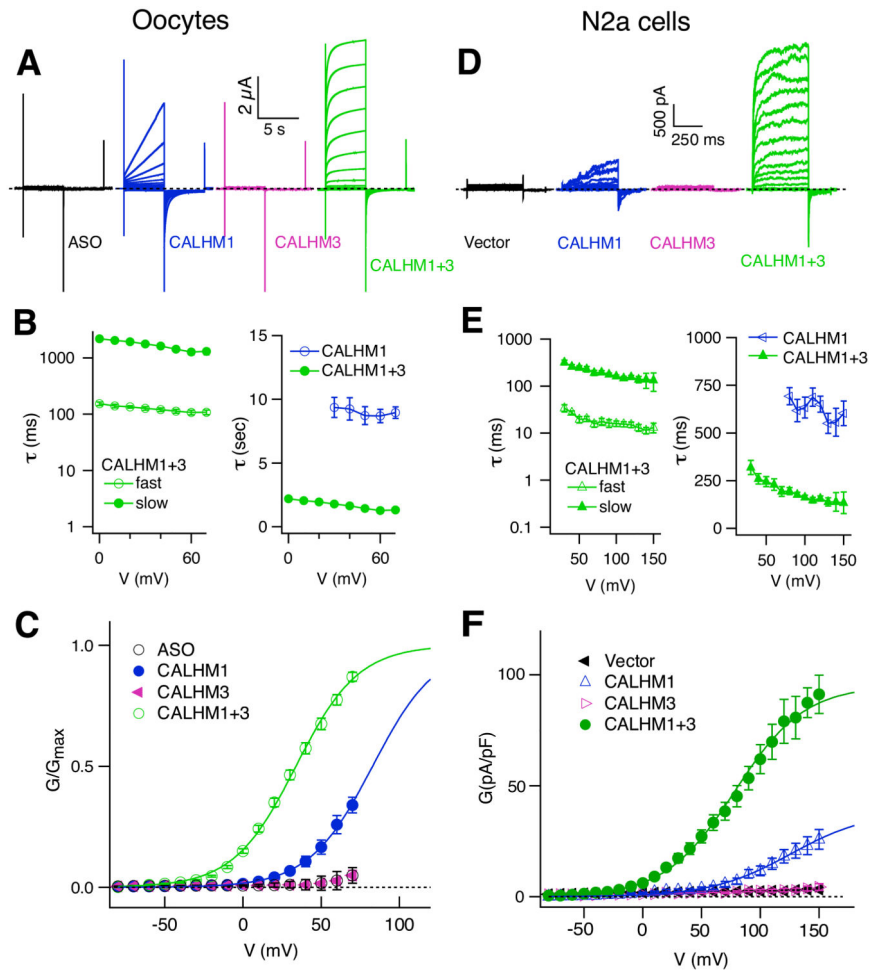 Oocytes
N2a cells
A
2 µA
5 s
ASO
CALHM1
CALHM3
CALHM1+3
D
500 pA
250 ms
Vector
CALHM1
CALHM3
CALHM1+3
B
τ (ms)
1000
100
10
1
CALHM1+3
fast
slow
0
60
V (mV)
τ (sec)
15
10
5
0
CALHM1
CALHM1+3
0
60
V (mV)
E
τ (ms)
1000
100
10
1
0.1
CALHM1+3
fast
slow
50
100
150
V (mV)
τ (ms)
1000
750
500
250
0
CALHM1
CALHM1+3
50
100
150
V (mV)
C
G/Gmax
1.0
0.5
0.0
ASO
CALHM1
CALHM3
CALHM1+3
-50
0
50
100
V (mV)
F
G(pA/pF)
100
50
0
Vector
CALHM1
CALHM3
CALHM1+3
-50
0
50
100
150
V (mV)